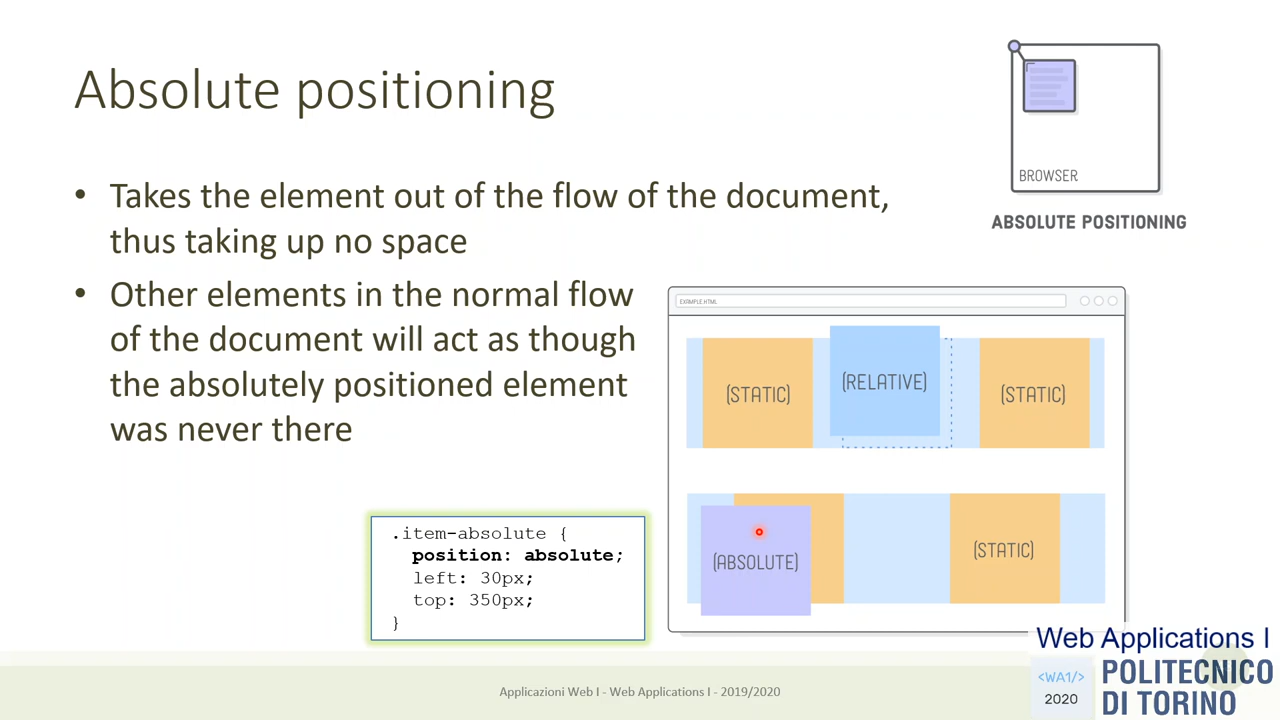 Absolute positioning
BROWSER
ABSOLUTE POSITIONING
• Takes the element out of the flow of the document,
thus taking up no space
• Other elements in the normal flow
of the document will act as though
the absolutely positioned element
was never there
EXAMPLE.HTML
(STATIC)
(RELATIVE)
(STATIC)
(ABSOLUTE)
(STATIC)
.item-absolute {
position: absolute;
left: 30px;
top: 350px;
}
Applicazioni Web I - Web Applications I - 2019/2020
Web Applications I
<WA1/>
2020
POLITECNICO
DI TORINO